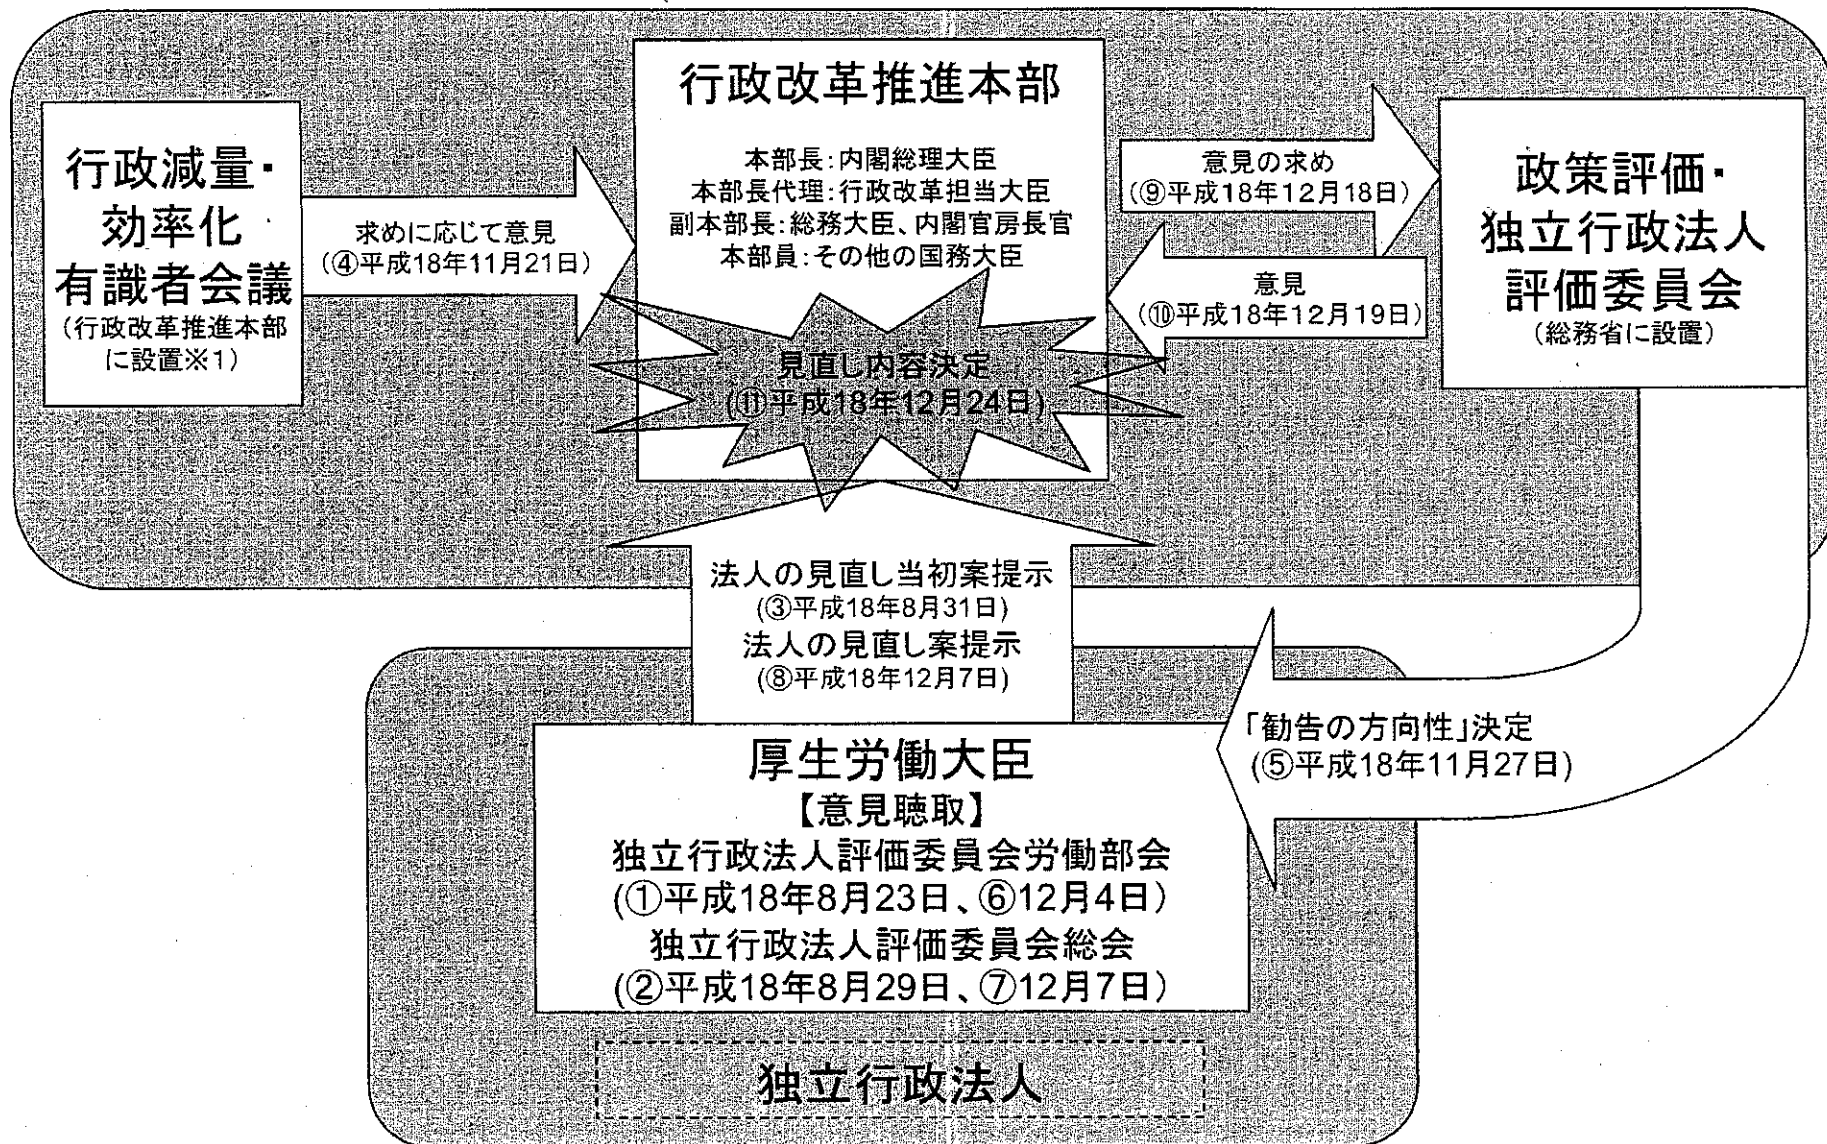 行政改革推進本部
本部長：内閣総理大臣
本部長代理：行政改革担当大臣
副本部長：総務大臣、内閣官房長官
本部員：その他の国務大臣
行政減量・
効率化
有識者会議
（行政改革推進本部
に設置※1）
求めに応じて意見
（④平成18年11月21日）
意見の求め
（⑨平成18年12月18日）
意見
（⑩平成18年12月19日）
政策評価・
独立行政法人
評価委員会
（総務省に設置）
見直し内容決定
（⑪平成18年12月24日）
法人の見直し当初案提示
（③平成18年8月31日）
法人の見直し案提示
（⑧平成18年12月7日）
「勧告の方向性」決定
（⑤平成18年11月27日）
厚生労働大臣
【意見聴取】
独立行政法人評価委員会労働部会
（①平成18年8月23日、⑥12月4日）
独立行政法人評価委員会総会
（②平成18年8月29日、⑦12月7日）
独立行政法人